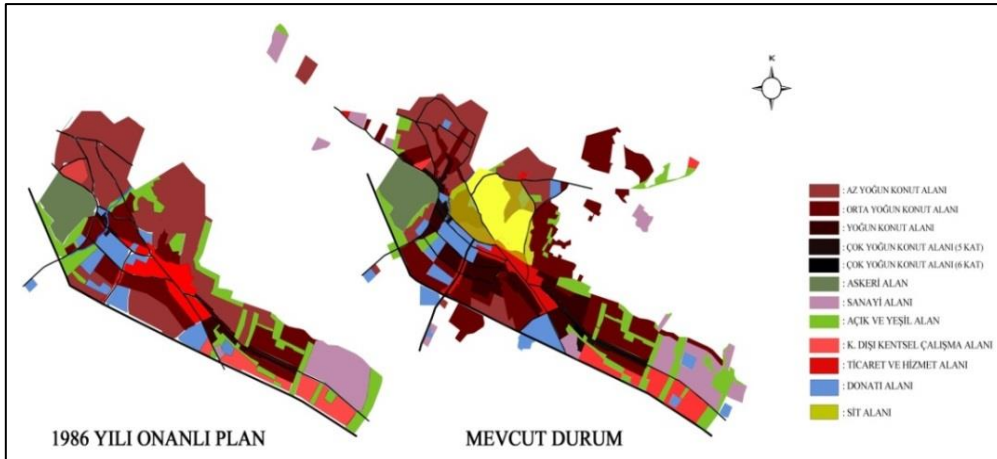 K
: AZ YOĞUN KONUT ALANI
: ORTA YOĞUN KONUT ALANI
: YOĞUN KONUT ALANI
: ÇOK YOĞUN KONUT ALANI (5 KAT)
: ÇOK YOĞUN KONUT ALANI (6 KAT)
: ASKERİ ALAN
: SANAYİ ALANI
: AÇIK VE YEŞİL ALAN
: K. DIŞI KENTSEL ÇALIŞMA ALANI
: TİCARET VE HİZMET ALANI
: DONATI ALANI
: SİT ALANI
1986 YILI ONANLI PLAN
MEVCUT DURUM